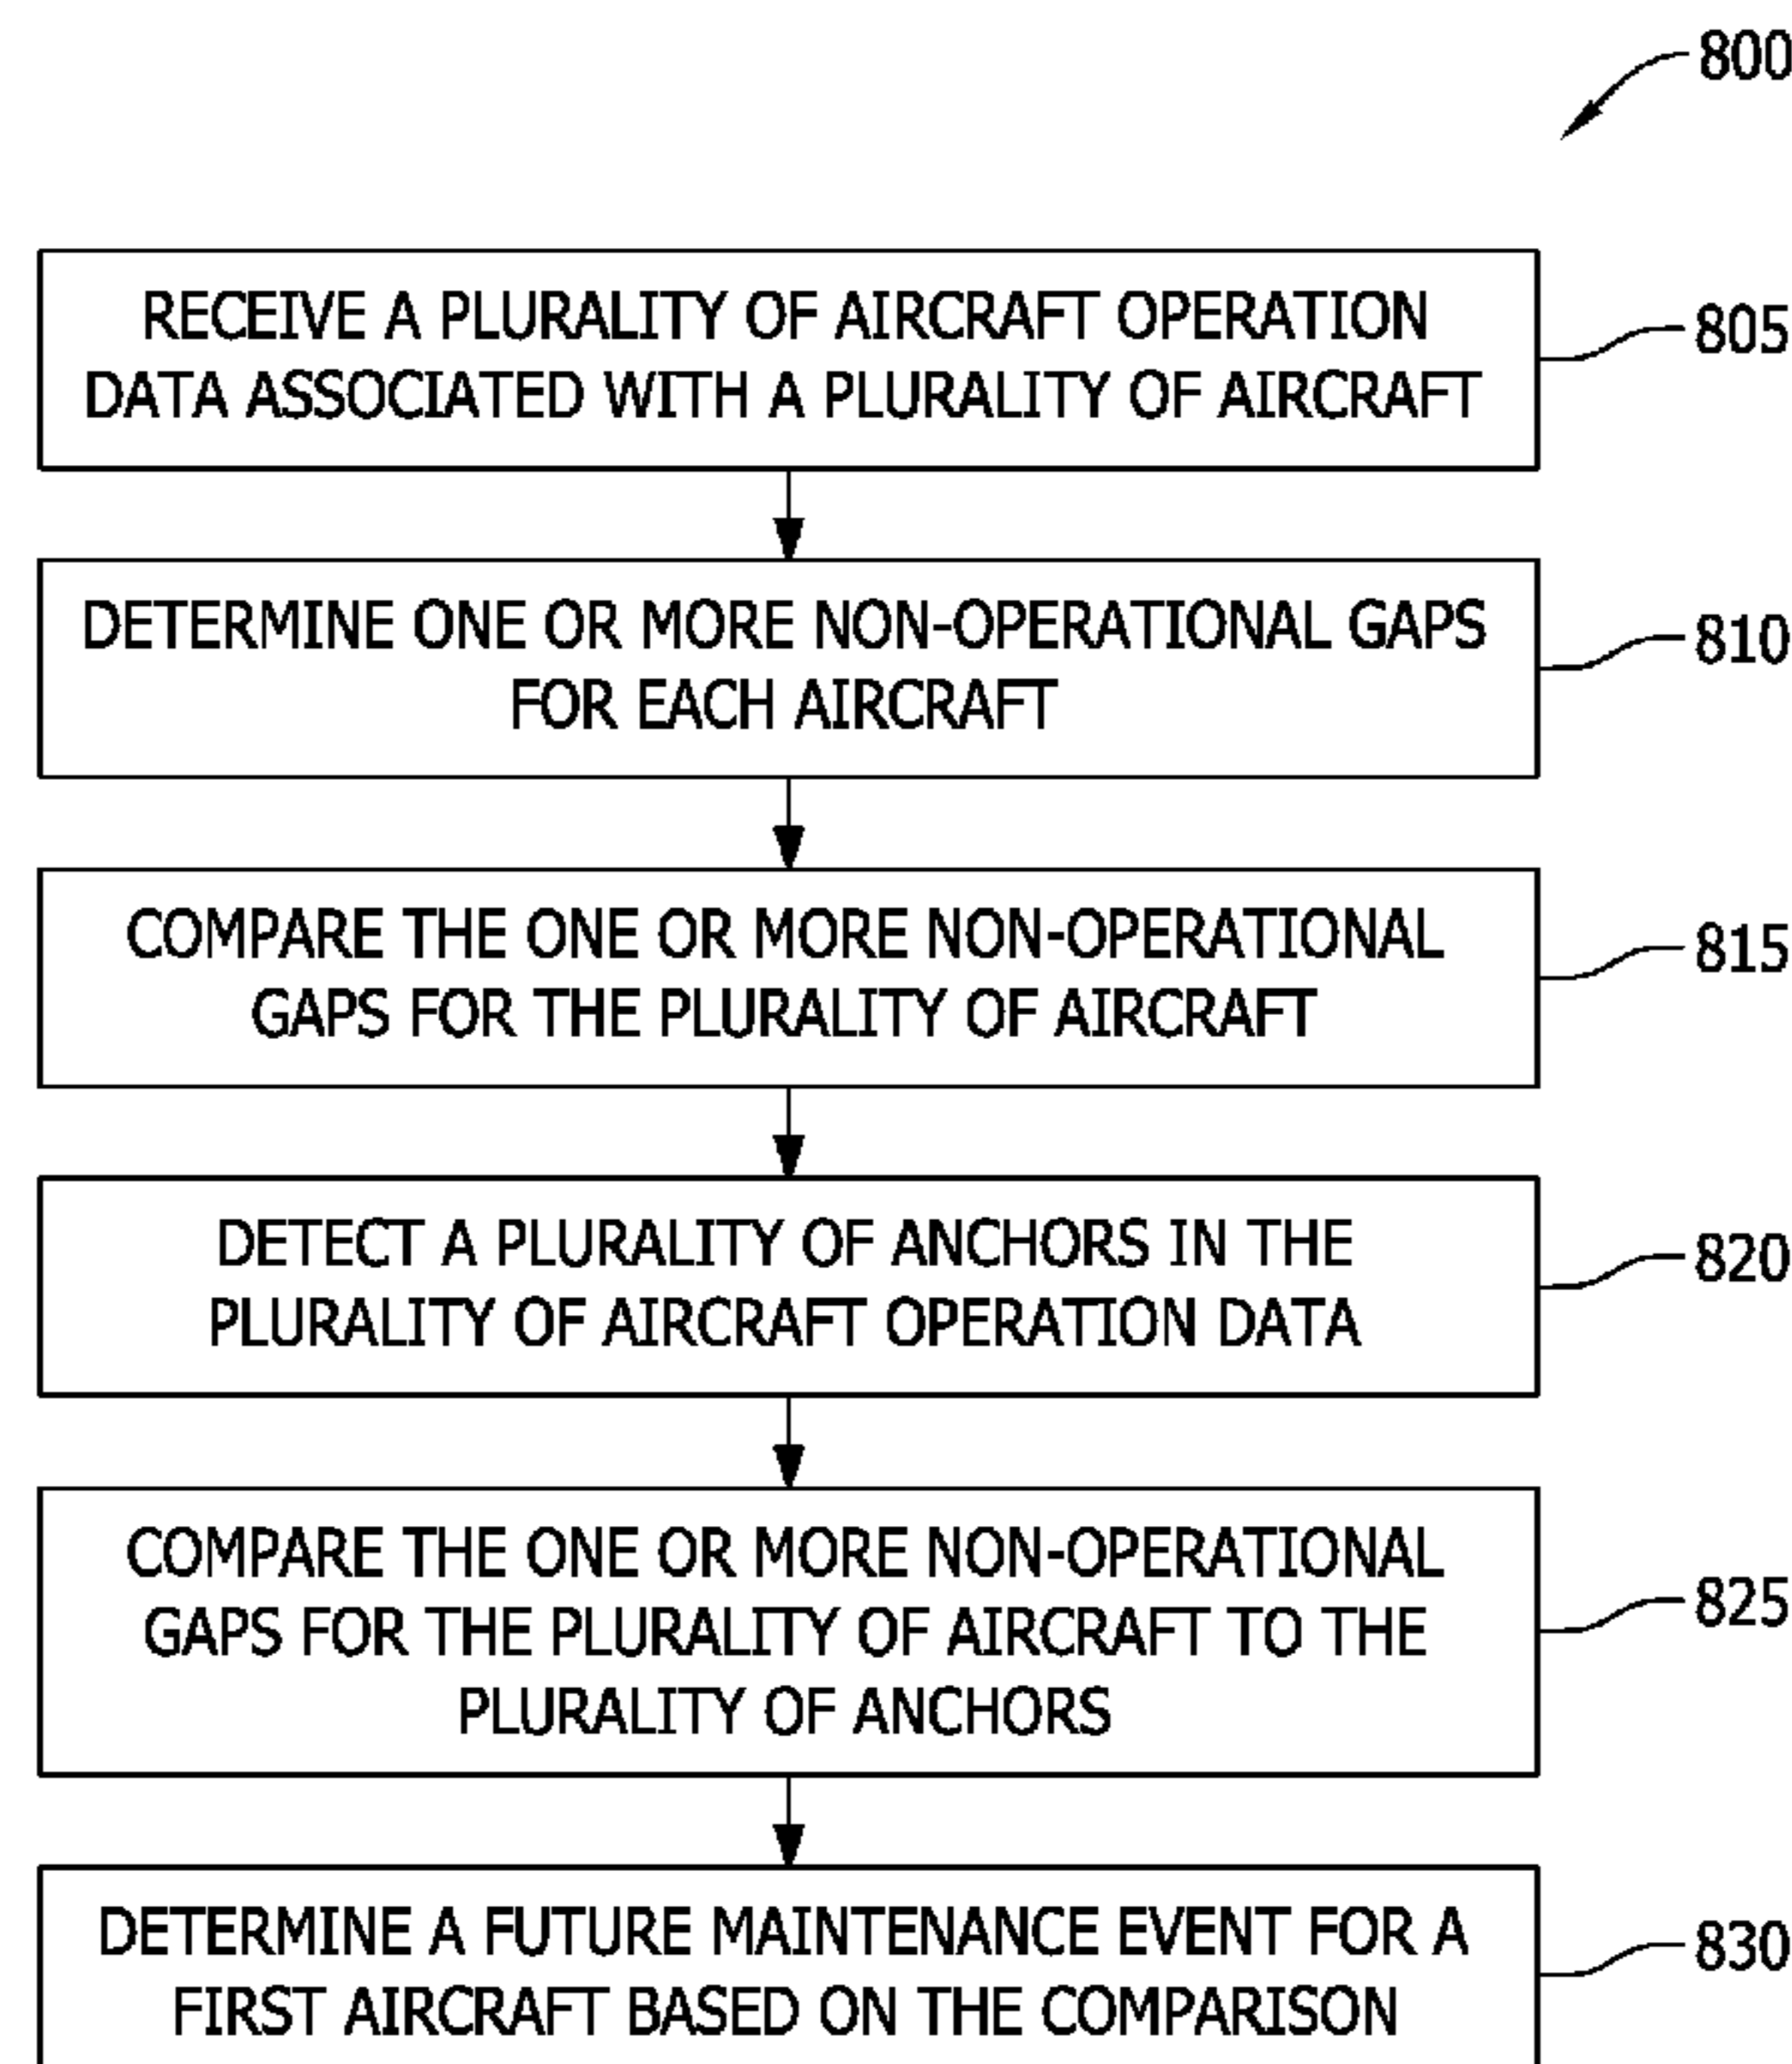 800
RECEIVE A PLURALITY OF AIRCRAFT OPERATION
DATA ASSOCIATED WITH A PLURALITY OF AIRCRAFT
805
DETERMINE ONE OR MORE NON-OPERATIONAL GAPS
FOR EACH AIRCRAFT
810
COMPARE THE ONE OR MORE NON-OPERATIONAL
GAPS FOR THE PLURALITY OF AIRCRAFT
815
DETECT A PLURALITY OF ANCHORS IN THE
PLURALITY OF AIRCRAFT OPERATION DATA
820
COMPARE THE ONE OR MORE NON-OPERATIONAL
GAPS FOR THE PLURALITY OF AIRCRAFT TO THE
PLURALITY OF ANCHORS
825
DETERMINE A FUTURE MAINTENANCE EVENT FOR A
FIRST AIRCRAFT BASED ON THE COMPARISON
830